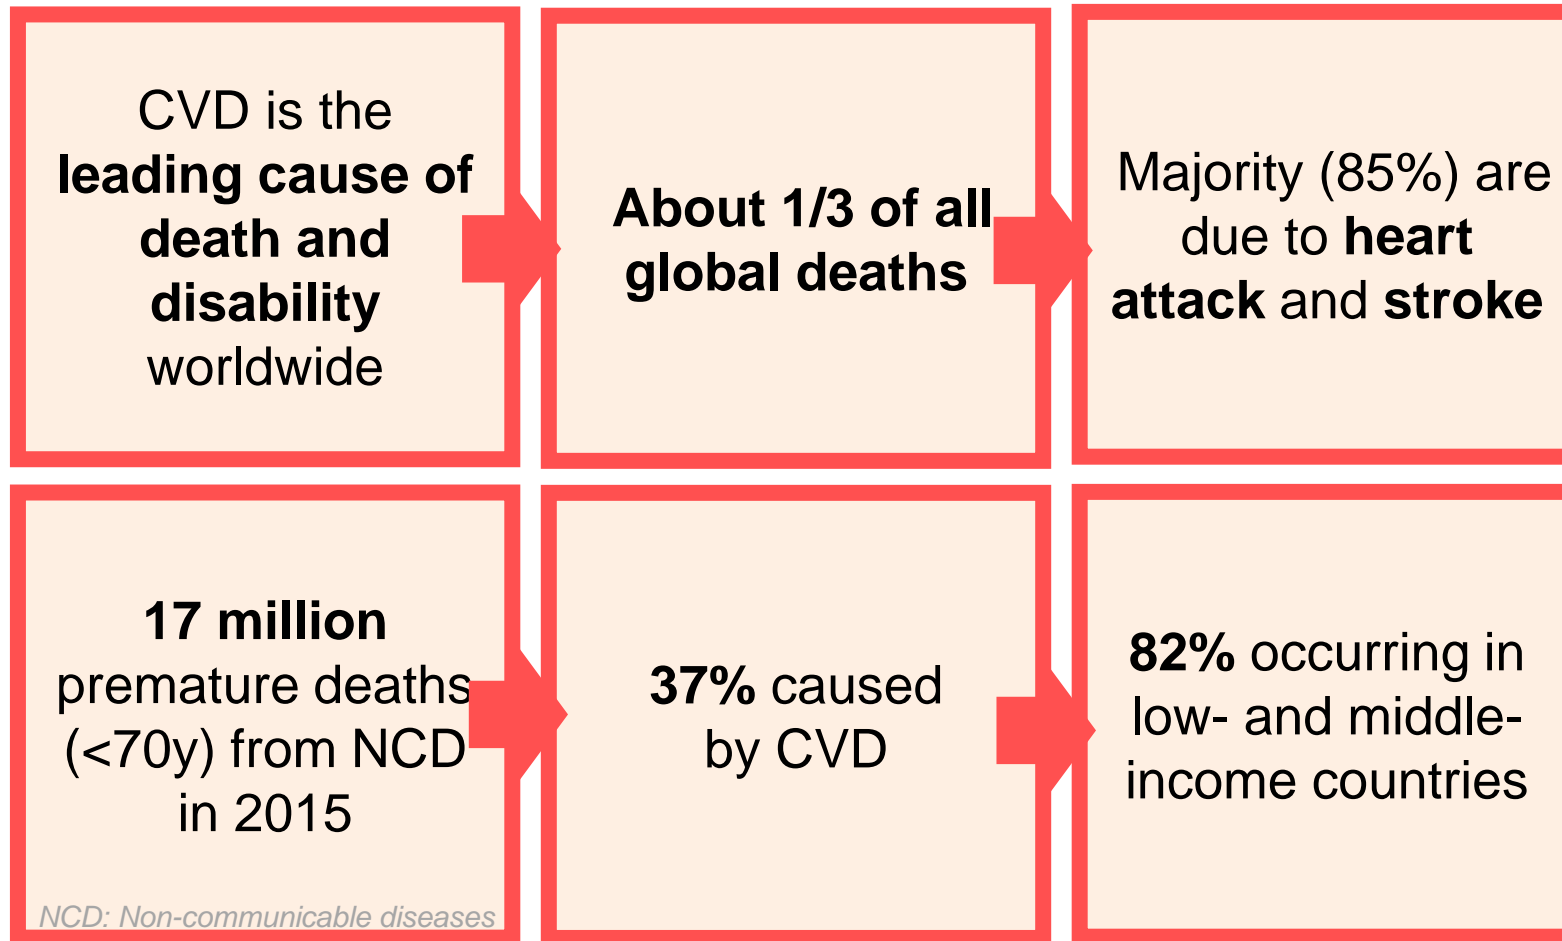 CVD is the
leading cause of
death and
disability
worldwide
About 1/3 of all
global deaths
Majority (85%) are
due to heart
attack and stroke
17 million
premature deaths
(<70y) from NCD
in 2015
NCD: Non-communicable diseases
37% caused
by CVD
82% occurring in
low- and middle-
income countries